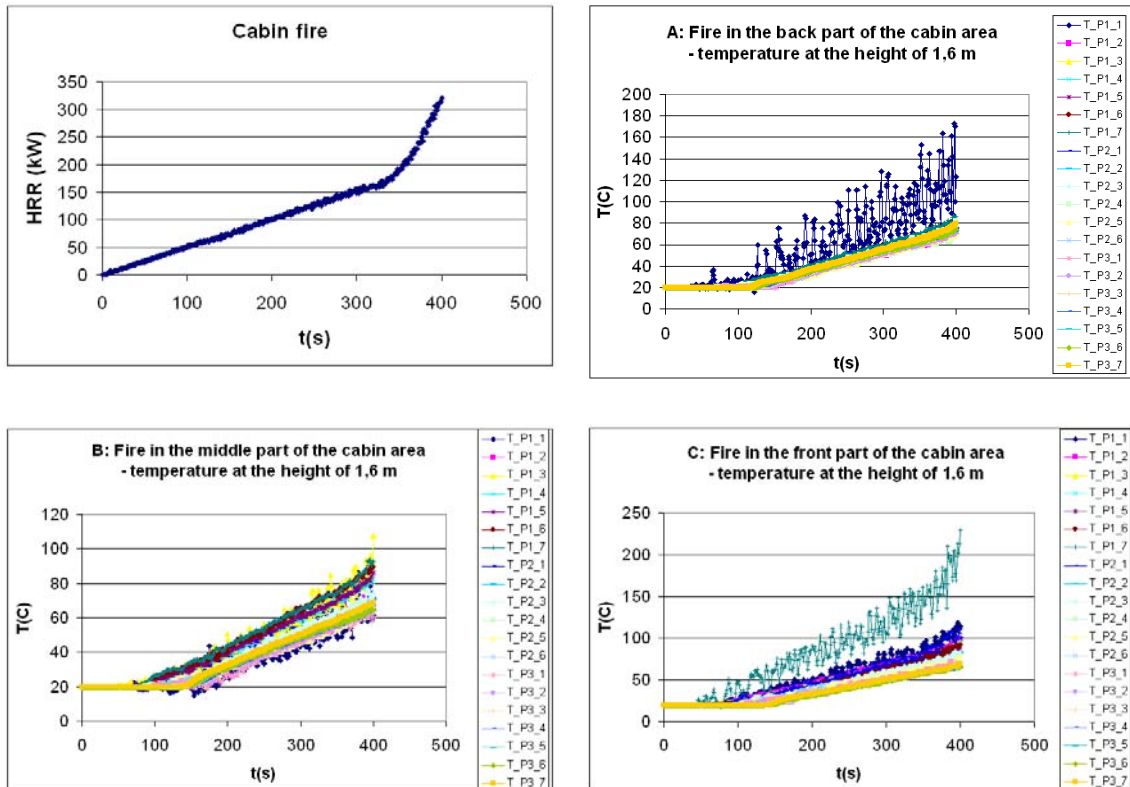 Cabin fire
350
300
250
200
150
100
50
0
HRR (kW)
0 100 200 300 400 500
t(s)
A: Fire in the back part of the cabin area
- temperature at the height of 1,6 m
200
180
160
140
120
100
80
60
40
20
0
T(C)
0 100 200 300 400 500
t(s)
T_P1_1
T_P1_2
T_P1_3
T_P1_4
T_P1_5
T_P1_6
T_P1_7
T_P2_1
T_P2_2
T_P2_3
T_P2_4
T_P2_5
T_P2_6
T_P3_1
T_P3_2
T_P3_3
T_P3_4
T_P3_5
T_P3_6
T_P3_7
B: Fire in the middle part of the cabin area
- temperature at the height of 1,6 m
120
100
80
60
40
20
0
T(C)
0 100 200 300 400 500
t(s)
T_P1_1
T_P1_2
T_P1_3
T_P1_4
T_P1_5
T_P1_6
T_P1_7
T_P2_1
T_P2_2
T_P2_3
T_P2_4
T_P2_5
T_P2_6
T_P3_1
T_P3_2
T_P3_3
T_P3_4
T_P3_5
T_P3_6
T_P3_7
C: Fire in the front part of the cabin area
- temperature at the height of 1.6 m
250
200
150
100
50
0
T(C)
0 100 200 300 400 500
t(s)
T_P1_1
T_P1_2
T_P1_3
T_P1_4
T_P1_5
T_P1_6
T_P1_7
T_P2_1
T_P2_2
T_P2_3
T_P2_4
T_P2_5
T_P2_6
T_P3_1
T_P3_2
T_P3_3
T_P3_4
T_P3_5
T_P3_6
T_P3_7